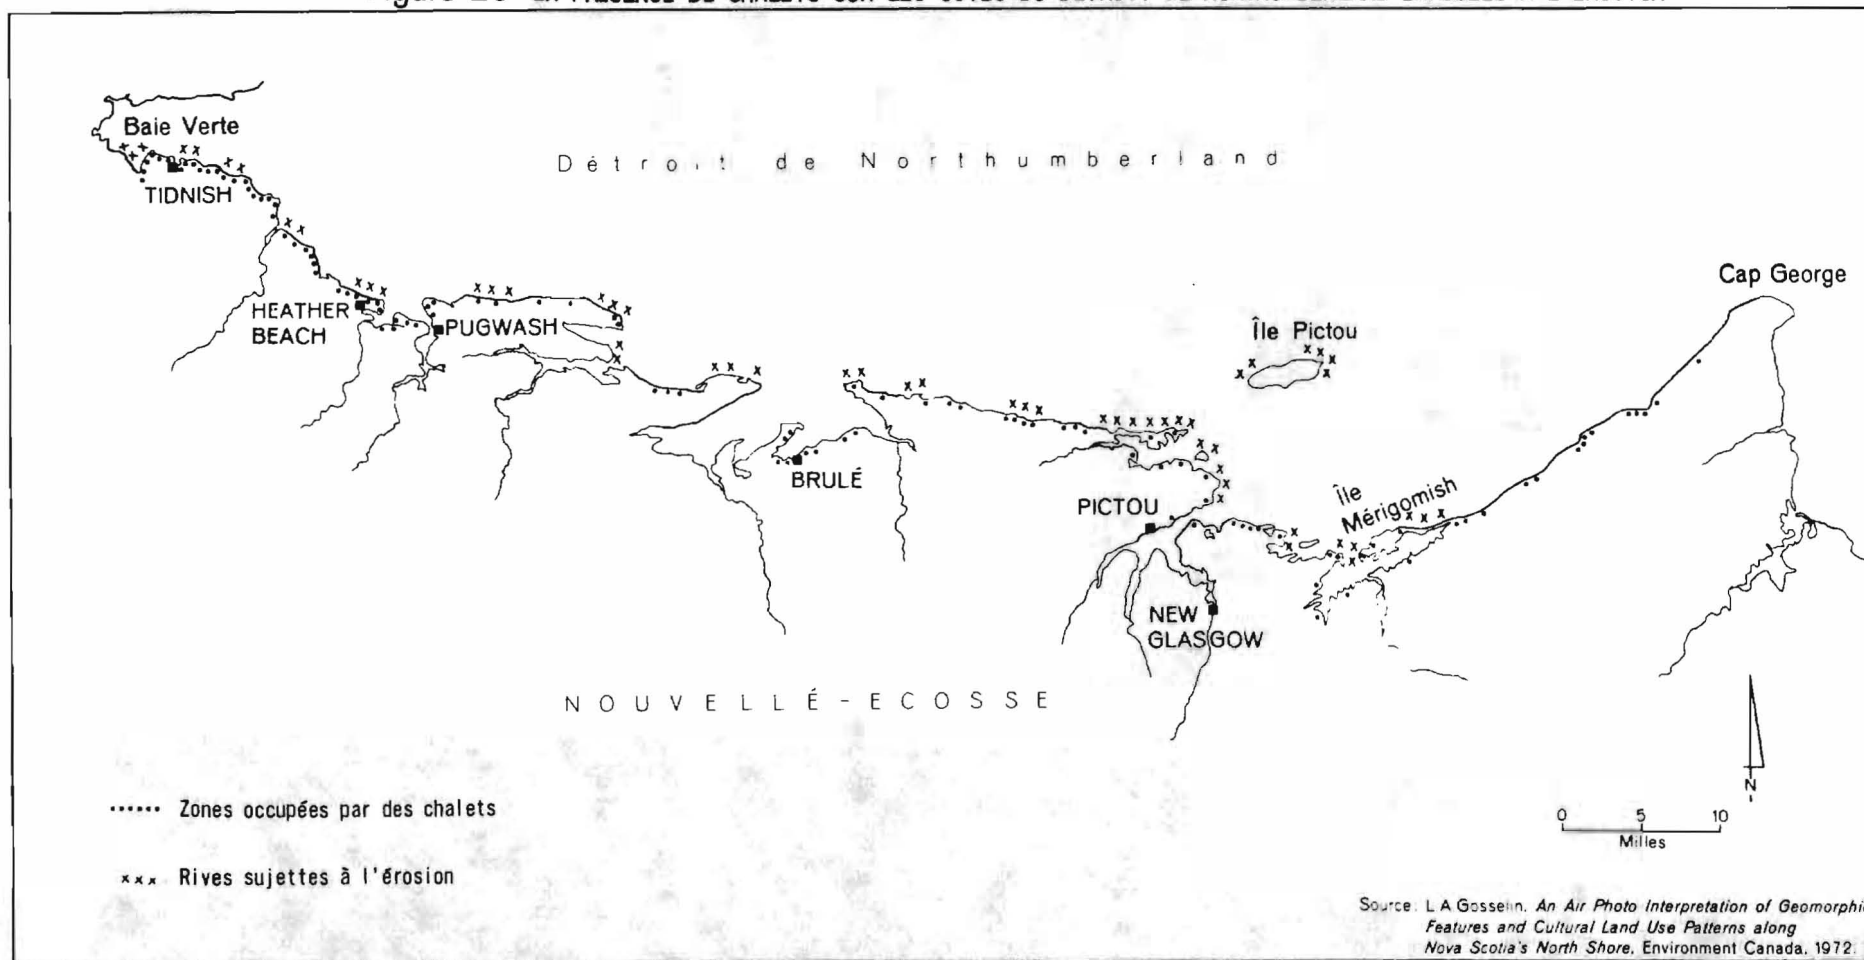 Baie Verte
Détroit de Northumberland
TIDNISH
Cap George
HEATHER
BEACH
PUGWASH
Île Pictou
BRULÉ
PICTOU
Île
Mérigomish
NEW
GLASGOW
NOUVELLÉ-ECOSSE
N
0 5 10
Milles
...... Zones occupées par des chalets
xxx Rives sujettes à l'érosion
Source: L A Gosselin. An Air Photo Interpretation of Geomorphic
Features and Cultural Land Use Patterns along
Nova Scotia's North Shore, Environment Canada, 1972.